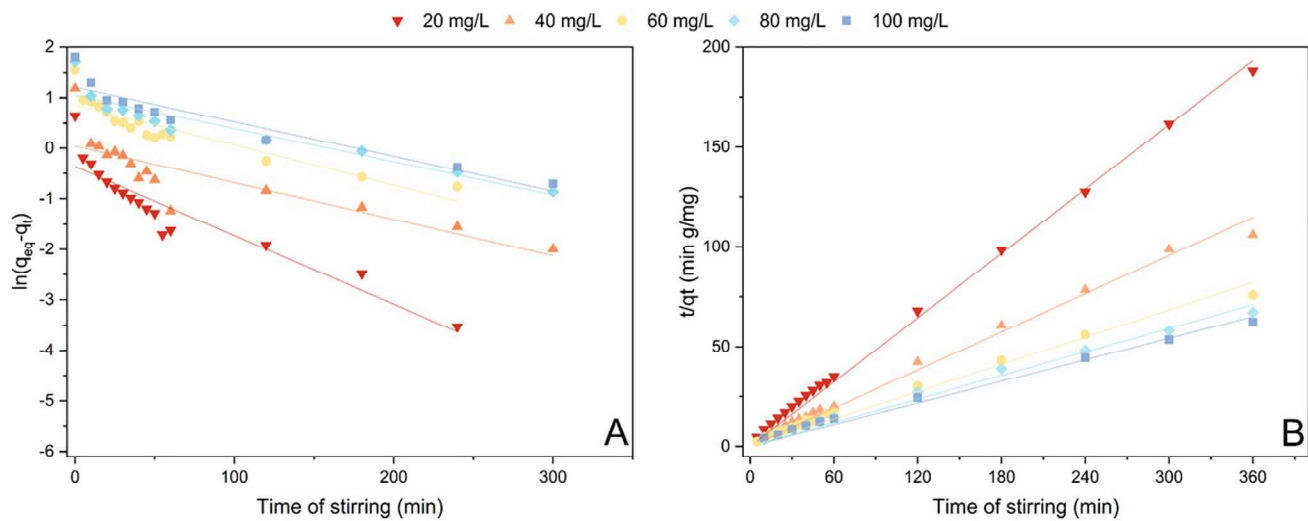 20 mg/L 40 mg/L 60 mg/L 80 mg/L 100 mg/L
2
1
0
-1
-2
-3
-4
-5
-6
ln(qeq-qi)
0 100 200 300
Time of stirring (min)
A
200
150
100
50
0
t/qt (min g/mg)
0 60 120 180 240 300 360
Time of stirring (min)
B